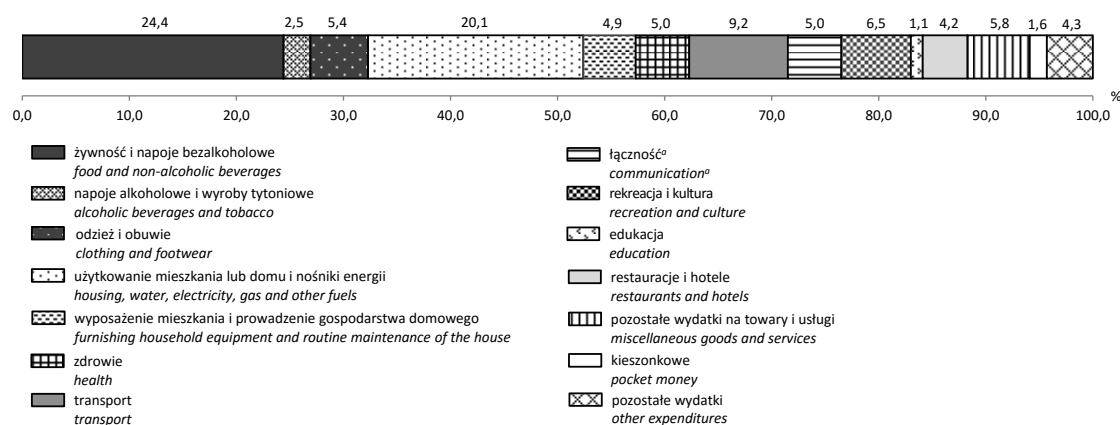 24,4 2,5 5,4 20,1 4,9 5,0 9,2 5,0 6,5 1,1 4,2 5,8 1,6 4,3
%
0,0 10,0 20,0 30,0 40,0 50,0 60,0 70,0 80,0 90,0 100,0
żywność i napoje bezalkoholowe
food and non-alcoholic beverages
napoje alkoholowe i wyroby tytoniowe
alcoholic beverages and tobacco
odzież i obuwie
clothing and footwear
użytkowanie mieszkania lub domu i nośniki energii
housing, water, electricity, gas and other fuels
wyposażenie mieszkania i prowadzenie gospodarstwa domowego
furnishing household equipment and routine maintenance of the house
zdrowie
health
transport
transport
łącznośćᵃ
communicationᵃ
rekreacja i kultura
recreation and culture
edukacja
education
restauracje i hotele
restaurants and hotels
pozostałe wydatki na towary i usługi
miscellaneous goods and services
kieszonkowe
pocket money
pozostałe wydatki
other expenditures